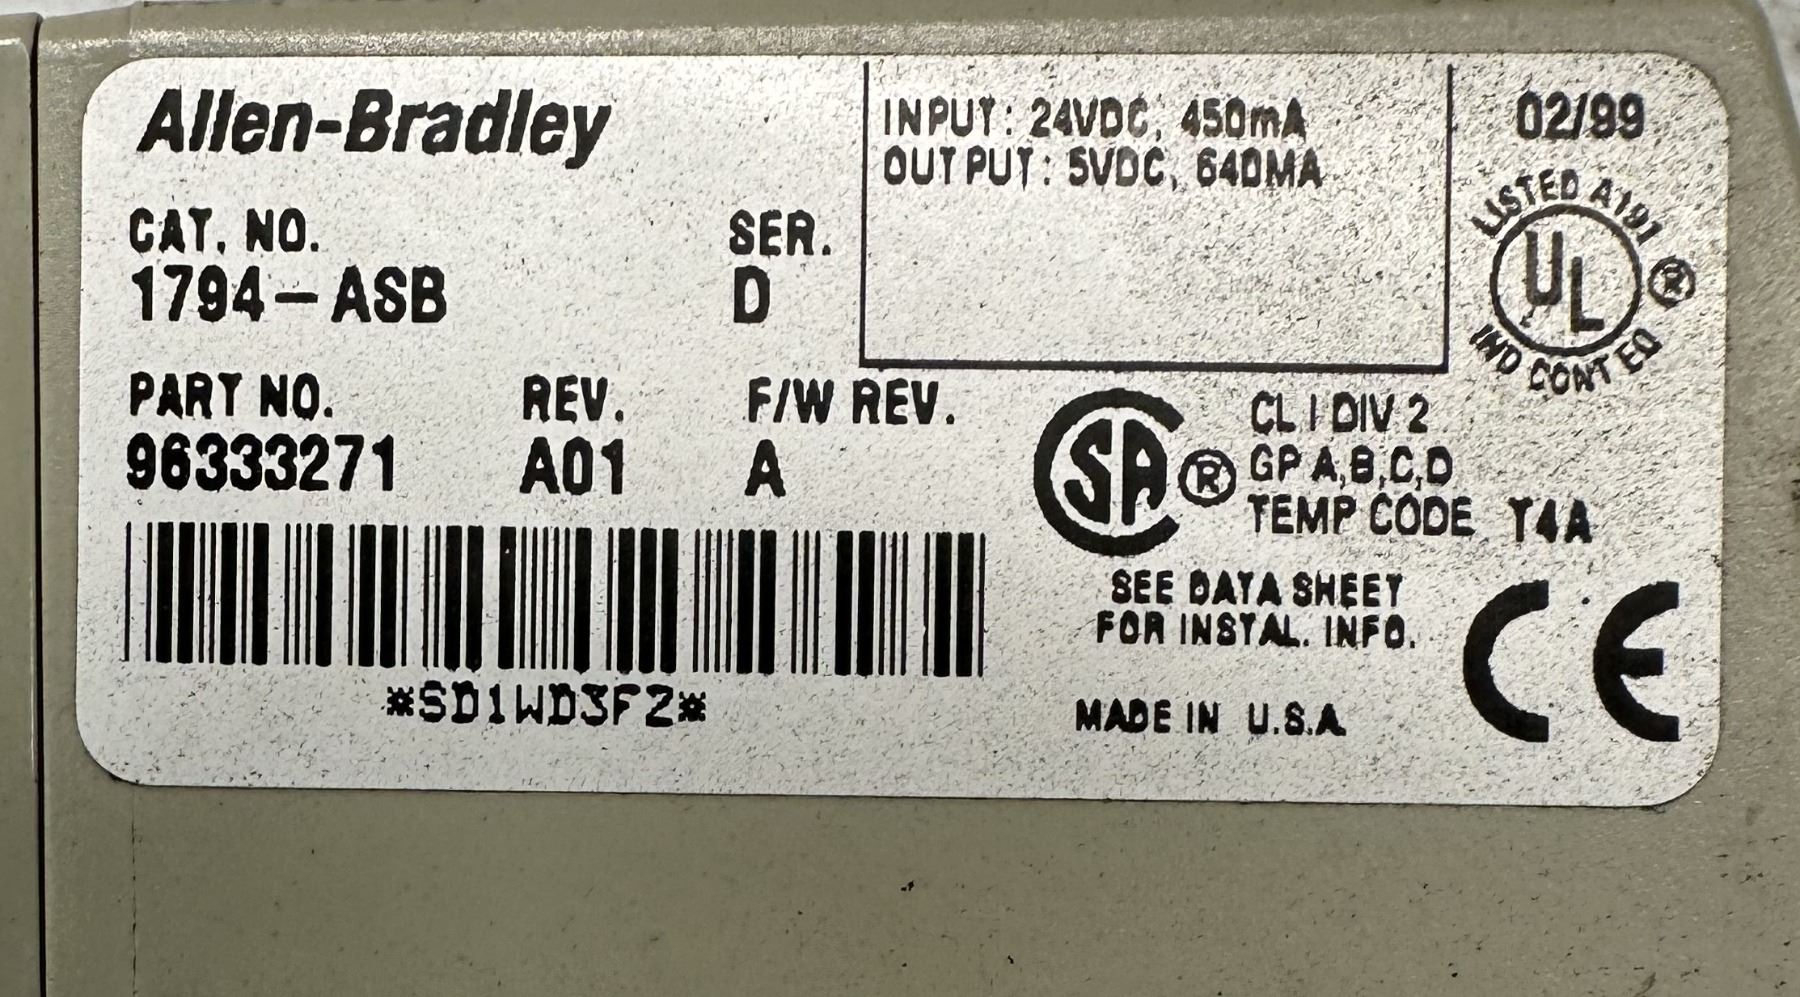 Allen-Bradley
CAT. NO.
SER.
1794-ASB
D
PART NO.
REV.
F/W REV.
96333271
A01
A
*SD1WD3F2*
INPUT: 24VDC, 450mA
OUTPUT: 5VDC, 640MA
02/99
LISTED A191
UL ®
IND CONT EQ
SA ®
CL I DIV 2
GP A,B,C,D
TEMP CODE T4A
SEE DATA SHEET
FOR INSTAL. INFO.
MADE IN U.S.A.
CE